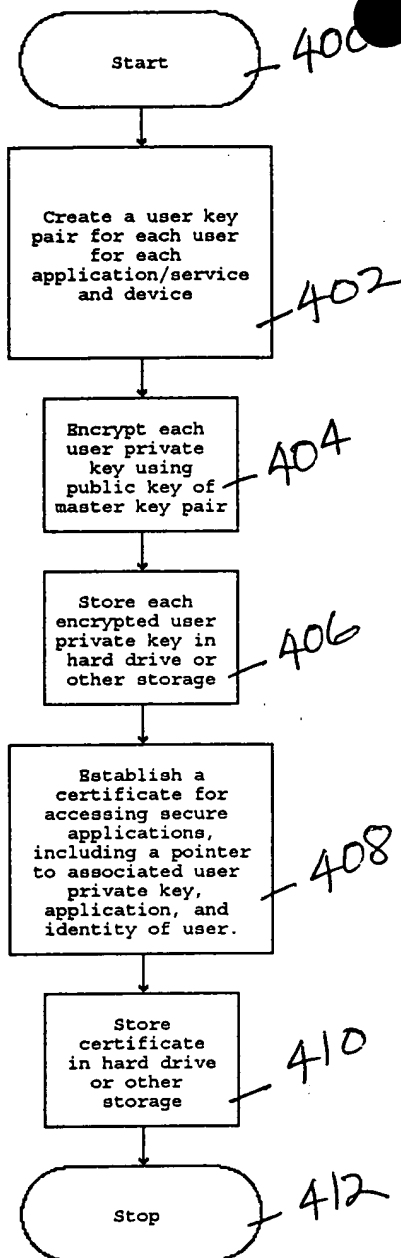 Start
400
Create a user key
pair for each user
for each
application/service
and device
402
Encrypt each
user private
key using
public key of
master key pair
404
Store each
encrypted user
private key in
hard drive or
other storage
406
Establish a
certificate for
accessing secure
applications,
including a pointer
to associated user
private key,
application, and
identity of user.
408
Store
certificate
in hard drive
or other
storage
410
Stop
412